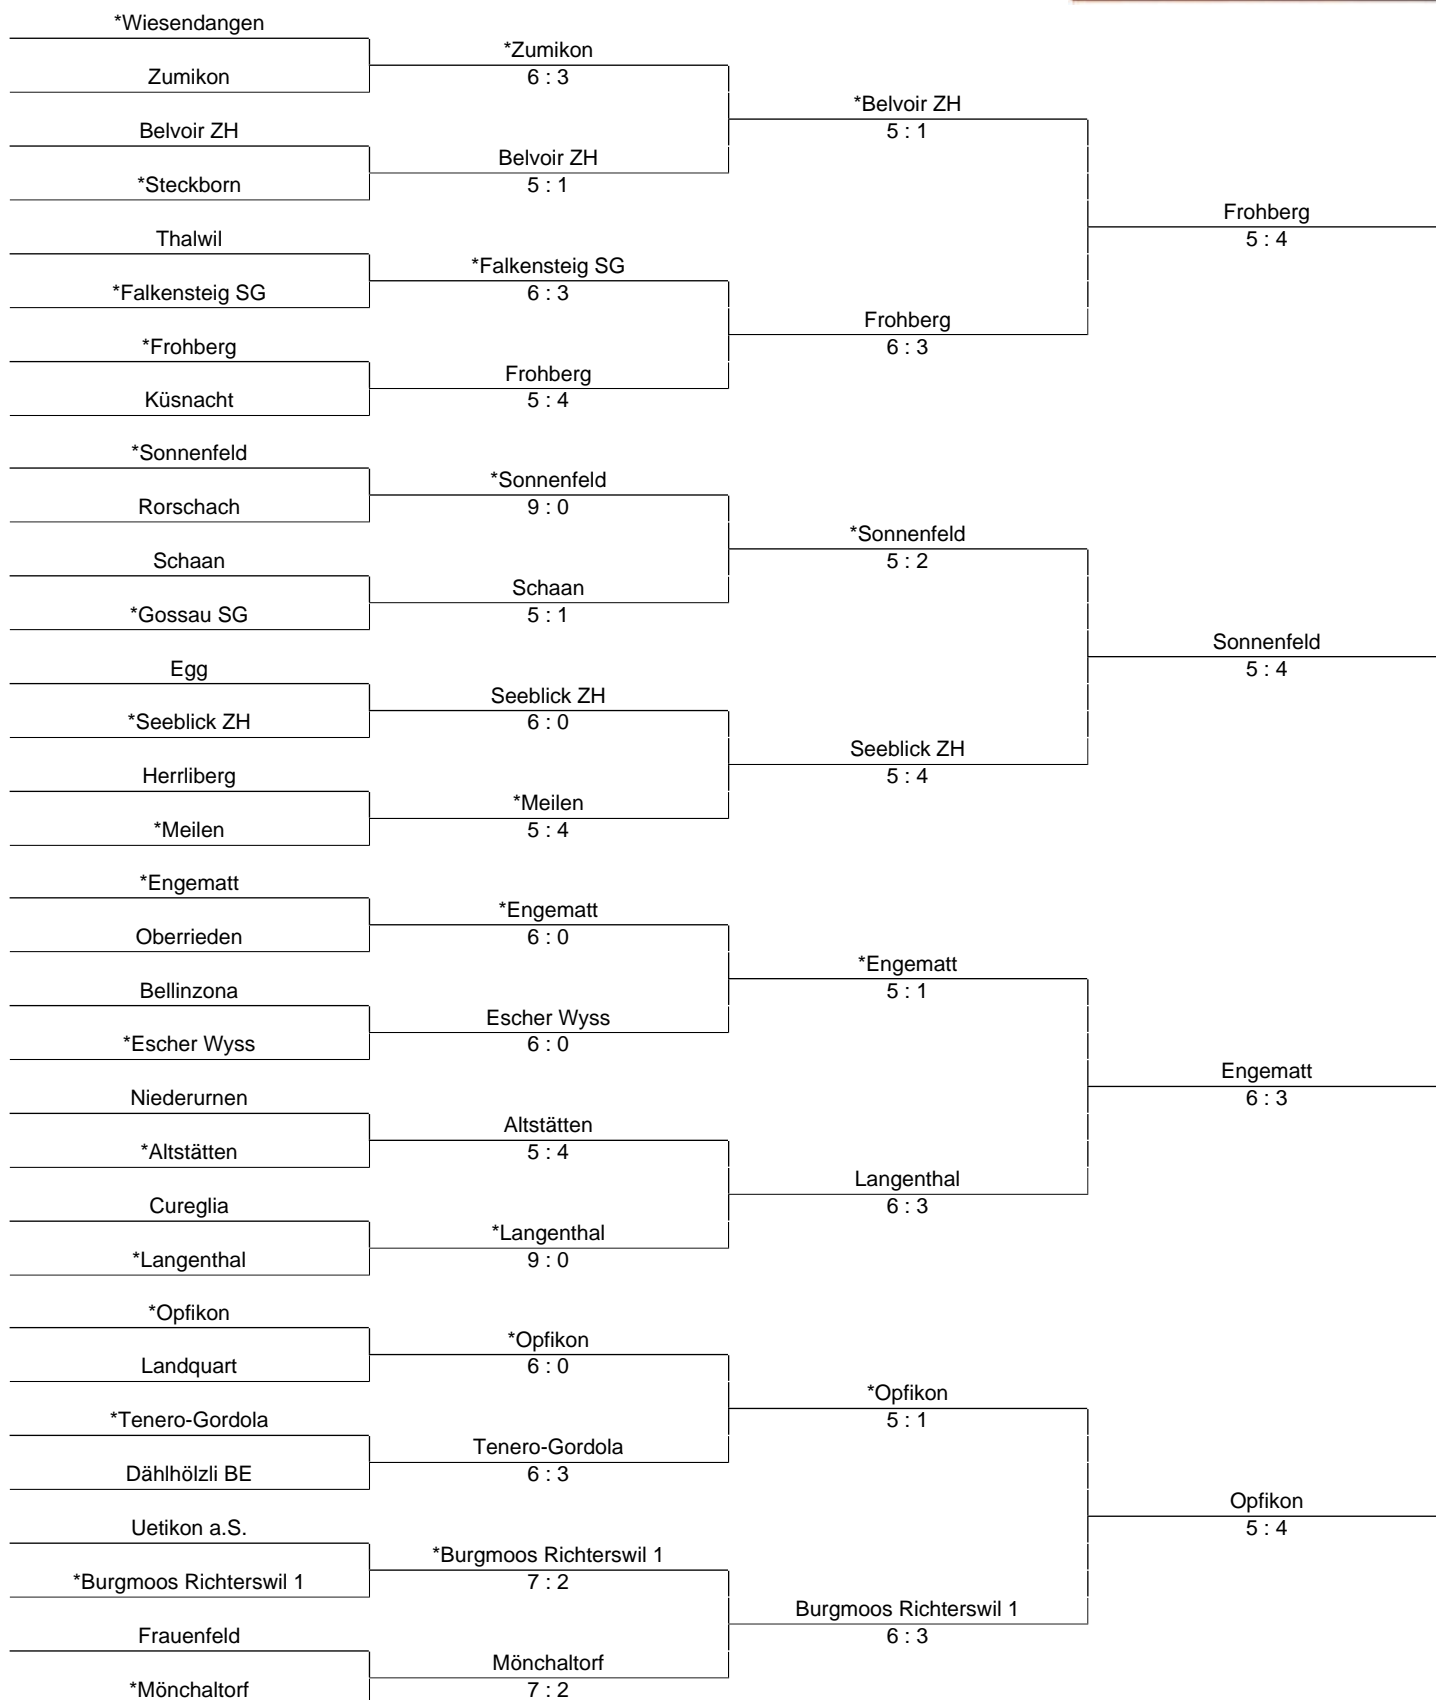 *Wiesendangen
Zumikon
Belvoir ZH
*Steckborn
Thalwil
*Falkensteig SG
*Frohberg
Küsnacht
*Sonnenfeld
Rorschach
Schaan
*Gossau SG
Egg
*Seeblick ZH
Herrliberg
*Meilen
*Engematt
Oberrieden
Bellinzona
*Escher Wyss
Niederurnen
*Altstätten
Cureglia
*Langenthal
*Opfikon
Landquart
*Tenero-Gordola
Dählhölzli BE
Uetikon a.S.
*Burgmoos Richterswil 1
Frauenfeld
*Mönchaltorf
*Zumikon
6 : 3
Belvoir ZH
5 : 1
*Falkensteig SG
6 : 3
Frohberg
5 : 4
*Sonnenfeld
9 : 0
Schaan
5 : 1
Seeblick ZH
6 : 0
*Meilen
5 : 4
*Engematt
6 : 0
Escher Wyss
6 : 0
Altstätten
5 : 4
*Langenthal
9 : 0
*Opfikon
6 : 0
Tenero-Gordola
6 : 3
*Burgmoos Richterswil 1
7 : 2
Mönchaltorf
7 : 2
*Belvoir ZH
5 : 1
Frohberg
6 : 3
*Sonnenfeld
5 : 2
Seeblick ZH
5 : 4
*Engematt
5 : 1
Langenthal
6 : 3
*Opfikon
5 : 1
Burgmoos Richterswil 1
6 : 3
Frohberg
5 : 4
Sonnenfeld
5 : 4
Engematt
6 : 3
Opfikon
5 : 4